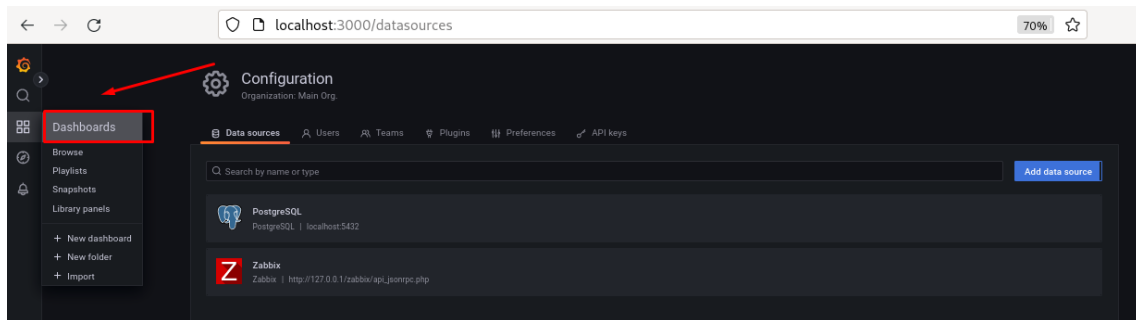 localhost:3000/datasources
70%
Configuration
Organization: Main Org.
Dashboards
Browse
Playlists
Snapshots
Library panels
+ New dashboard
+ New folder
+ Import
Data sources Users Teams Plugins Preferences API keys
Search by name or type
Add data source
PostgreSQL
PostgreSQL | localhost:5432
Z
Zabbix
Zabbix | http://127.0.0.1/zabbix/api_jsonrpc.php